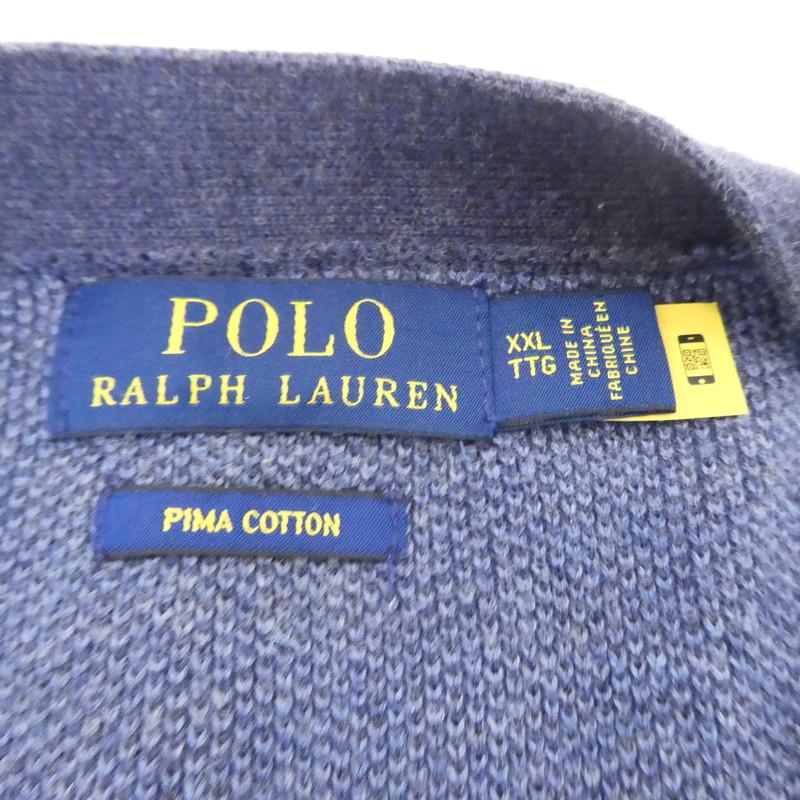 POLO
RALPH LAUREN
XXL
TTG
MADE IN
CHINA
FABRIQUÉ EN
CHINE
PIMA COTTON